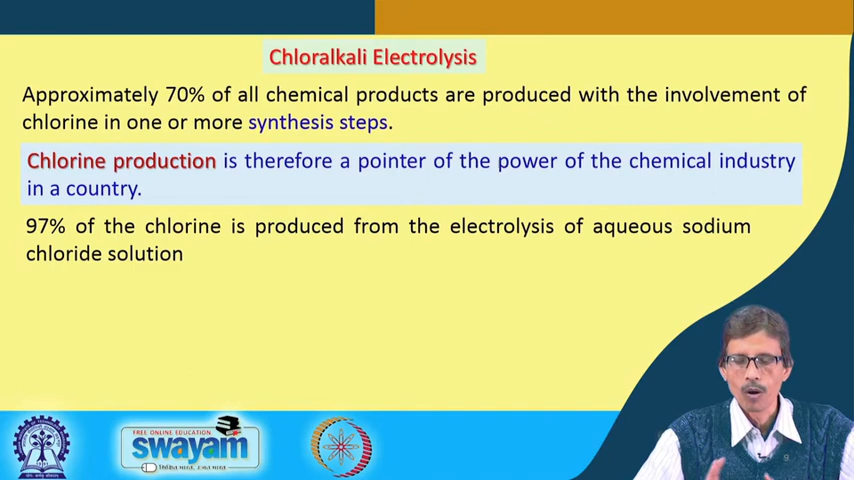 Chloralkali Electrolysis
Approximately 70% of all chemical products are produced with the involvement of
chlorine in one or more synthesis steps.
Chlorine production is therefore a pointer of the power of the chemical industry
in a country.
97% of the chlorine is produced from the electrolysis of aqueous sodium
chloride solution
FREE ONLINE EDUCATION
swayam
9